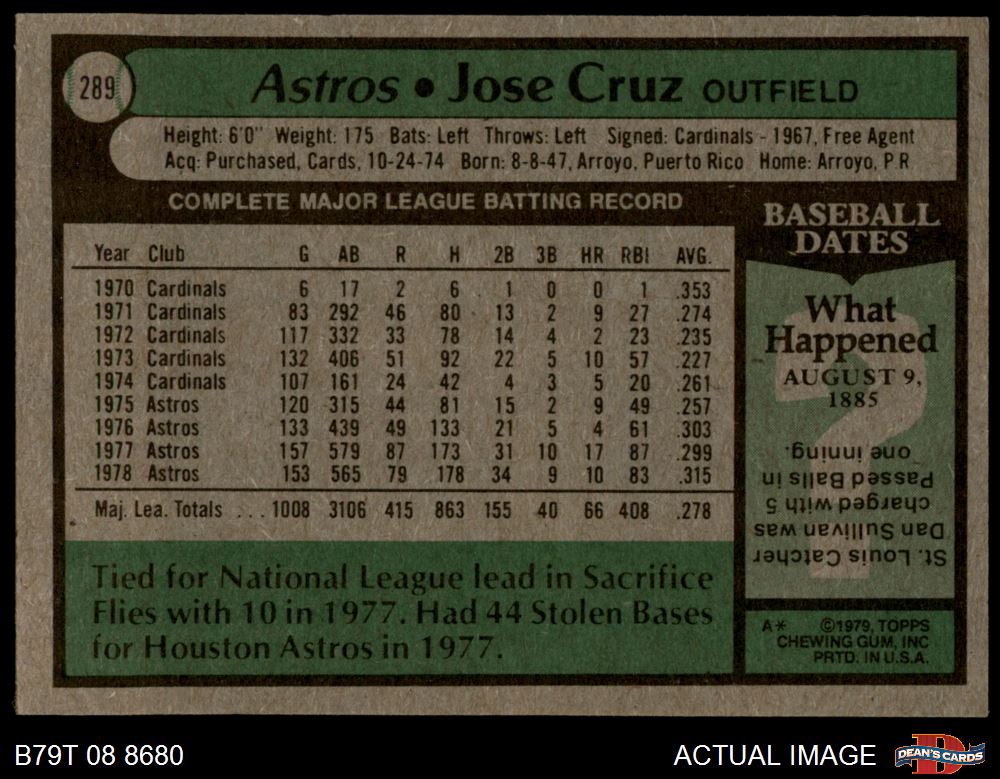 289
Astros • Jose Cruz OUTFIELD
Height: 6'0" Weight: 175 Bats: Left Throws: Left Signed: Cardinals - 1967, Free Agent
Acq: Purchased, Cards, 10-24-74 Born: 8-8-47, Arroyo, Puerto Rico Home: Arroyo, P R
COMPLETE MAJOR LEAGUE BATTING RECORD
Year Club G AB R H 2B 3B HR RBI AVG.
1970 Cardinals 6 17 2 6 1 0 0 1 .353
1971 Cardinals 83 292 46 80 13 2 9 27 .274
1972 Cardinals 117 332 33 78 14 4 2 23 .235
1973 Cardinals 132 406 51 92 22 5 10 57 .227
1974 Cardinals 107 161 24 42 4 3 5 20 .261
1975 Astros 120 315 44 81 15 2 9 49 .257
1976 Astros 133 439 49 133 21 5 4 61 .303
1977 Astros 157 579 87 173 31 10 17 87 .299
1978 Astros 153 565 79 178 34 9 10 83 .315
Maj. Lea. Totals ... 1008 3106 415 863 155 40 66 408 .278
Tied for National League lead in Sacrifice
Flies with 10 in 1977. Had 44 Stolen Bases
for Houston Astros in 1977.
BASEBALL
DATES
What
Happened
AUGUST 9,
1885
St. Louis Catcher
Dan Sullivan was
charged with 5
Passed Balls in
one inning.
A* ©1979, TOPPS
CHEWING GUM, INC
PRTD. IN U.S.A.
B79T 08 8680
ACTUAL IMAGE
DEAN'S CARDS